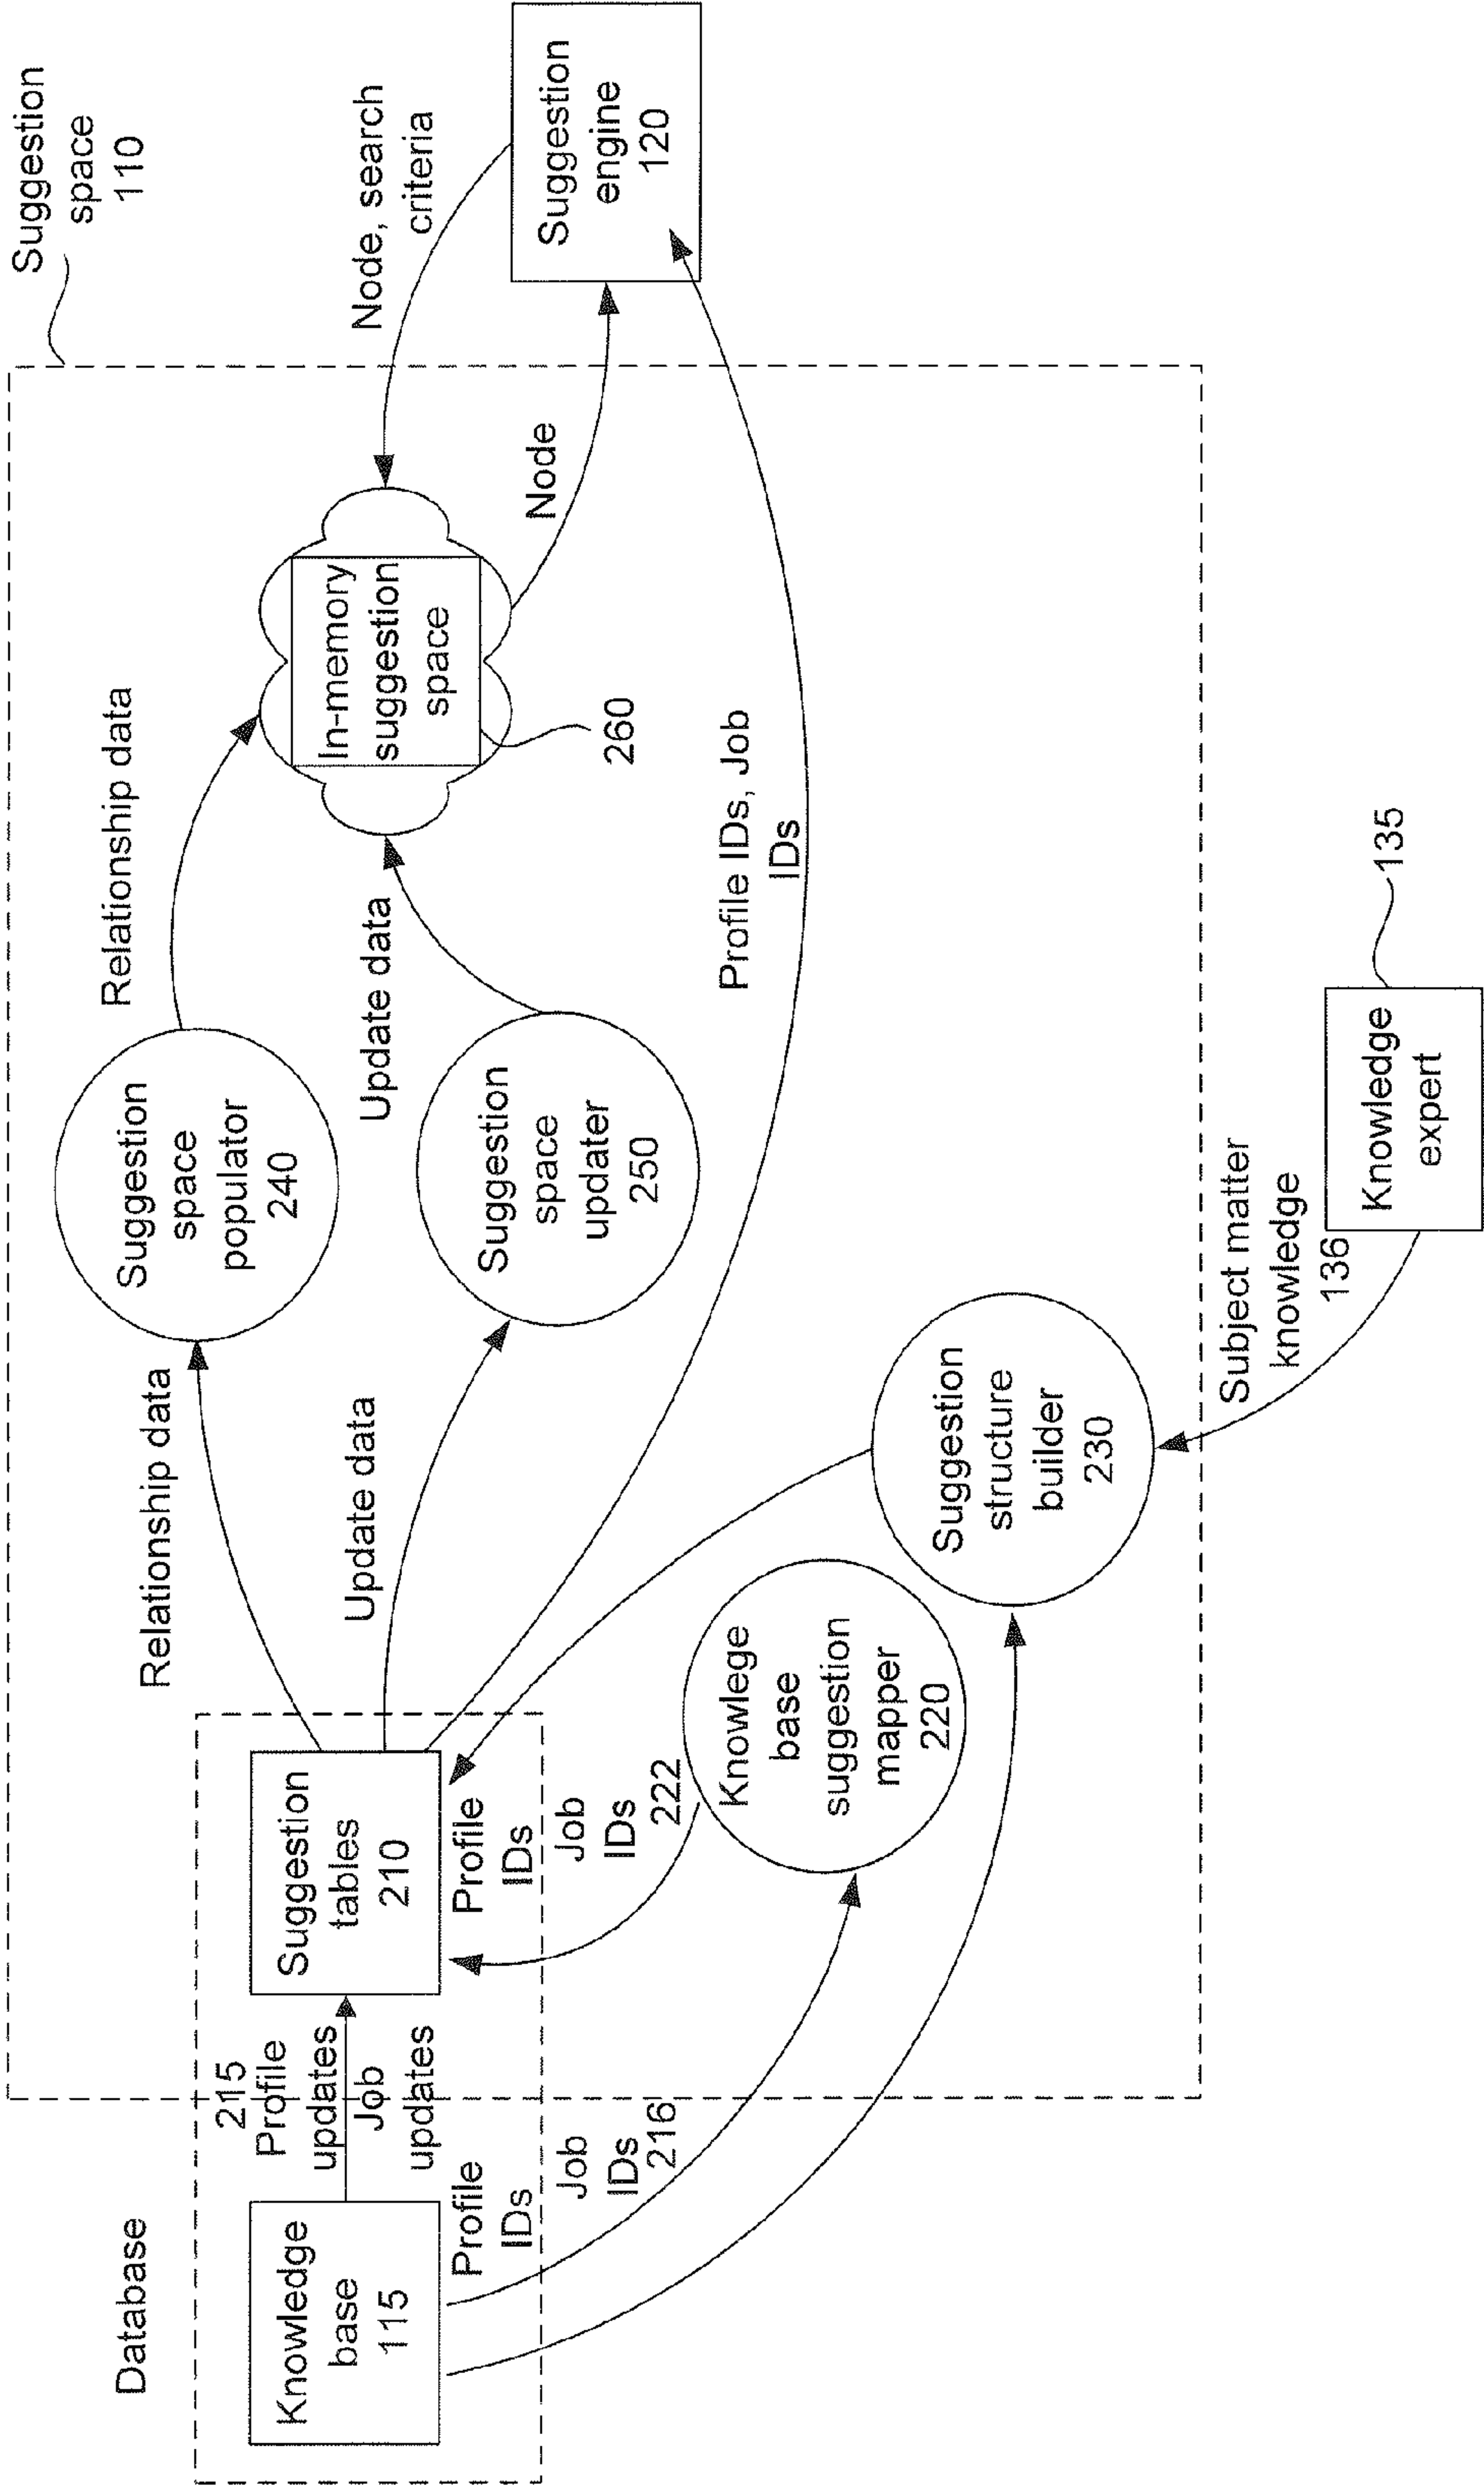 Suggestion
space
110
Database
Knowledge
base
115
215
Profile
updates
Job
updates
Suggestion
tables
210
Relationship data
Suggestion
space
populator
240
Relationship data
Update data
Suggestion
space
updater
250
Update data
In-memory
suggestion
space
260
Node, search
criteria
Node
Suggestion
engine
120
Profile IDs, Job
IDs
Profile
IDs
Job
IDs
216
Profile
IDs
Job
IDs
222
Knowlege
base
suggestion
mapper
220
Suggestion
structure
builder
230
Subject matter
knowledge
136
Knowledge
expert
135